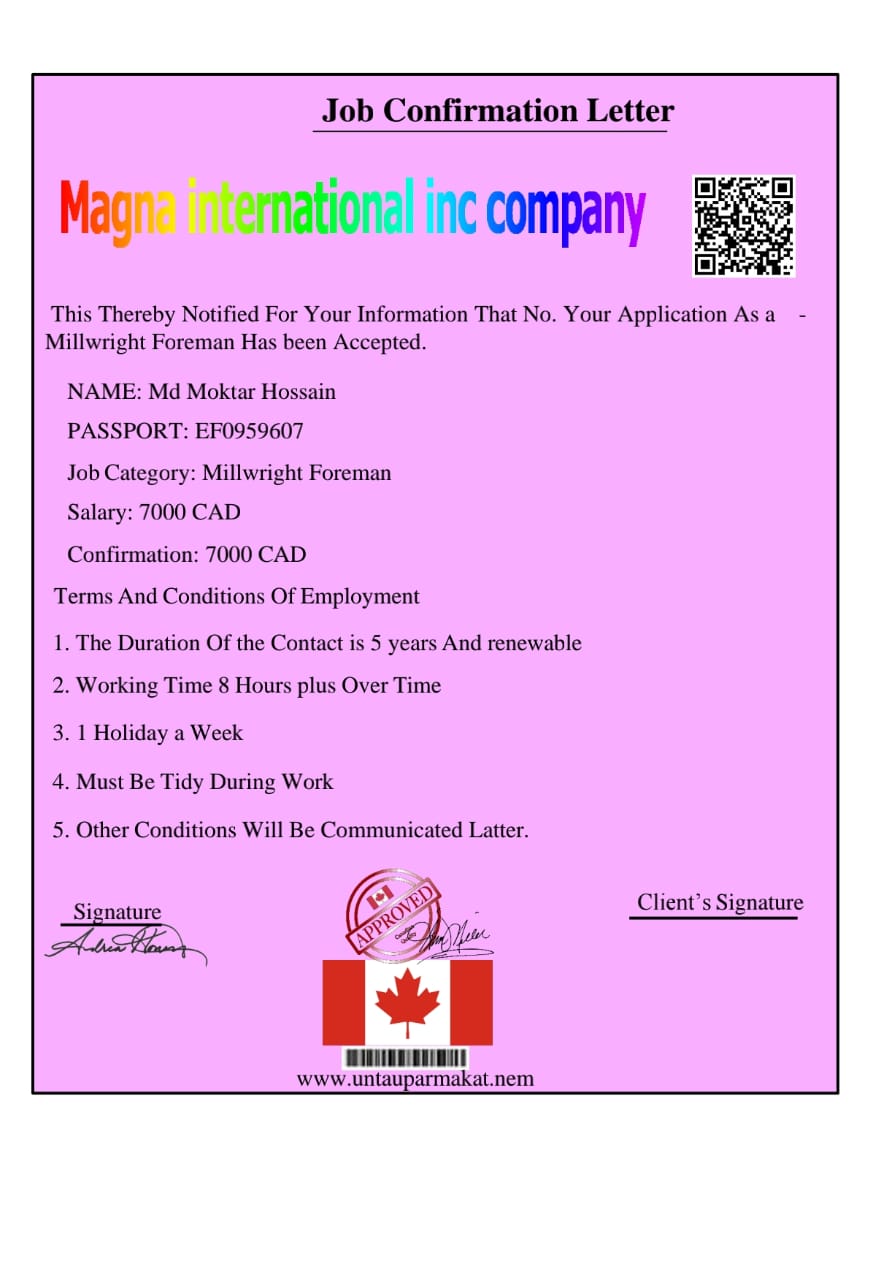 Job Confirmation Letter
Magna international inc company
This Thereby Notified For Your Information That No. Your Application As a -
Millwright Foreman Has been Accepted.
NAME: Md Moktar Hossain
PASSPORT: EF0959607
Job Category: Millwright Foreman
Salary: 7000 CAD
Confirmation: 7000 CAD
Terms And Conditions Of Employment
1. The Duration Of the Contact is 5 years And renewable
2. Working Time 8 Hours plus Over Time
3. 1 Holiday a Week
4. Must Be Tidy During Work
5. Other Conditions Will Be Communicated Latter.
Signature
APPROVED
Client’s Signature
www.untauparmakat.nem